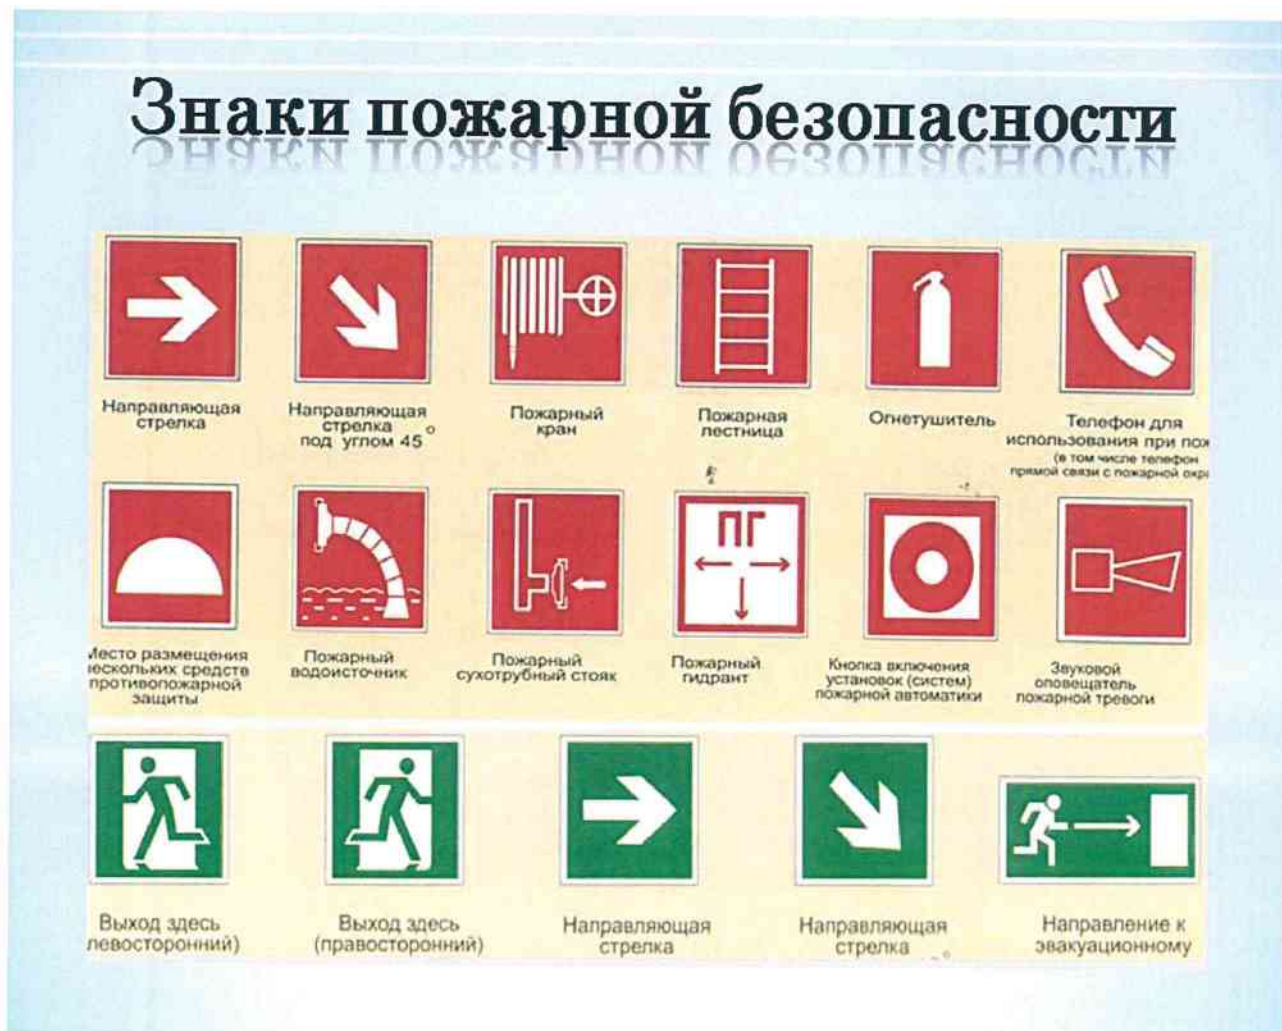 Знаки пожарной безопасности
Направляющая
стрелка
Направляющая
стрелка
под углом 45°
Пожарный
кран
Пожарная
лестница
Огнетушитель
Телефон для
использования при пож
(в том числе телефон
прямой связи с пожарной охра
ПГ
Место размещения
нескольких средств
противопожарной
защиты
Пожарный
водоисточник
Пожарный
сухотрубный стояк
Пожарный
гидрант
Кнопка включения
установок (систем)
пожарной автоматики
Звуковой
оповещатель
пожарной тревоги
Выход здесь
левосторонний)
Выход здесь
(правосторонний)
Направляющая
стрелка
Направляющая
стрелка
Направление к
эвакуационному